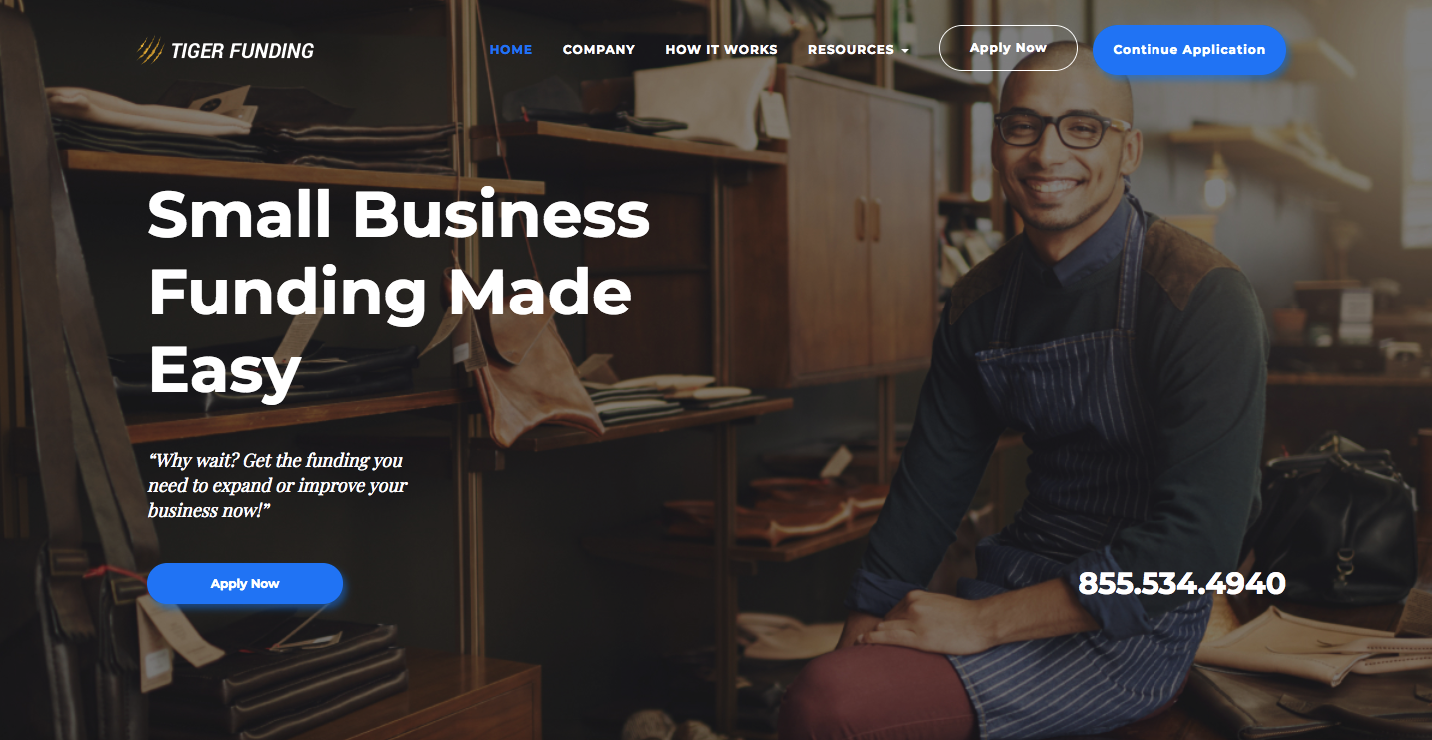 TIGER FUNDING
HOME
COMPANY
HOW IT WORKS
RESOURCES
Apply Now
Continue Application
Small Business
Funding Made
Easy
“Why wait? Get the funding you
need to expand or improve your
business now!”
Apply Now
855.534.4940